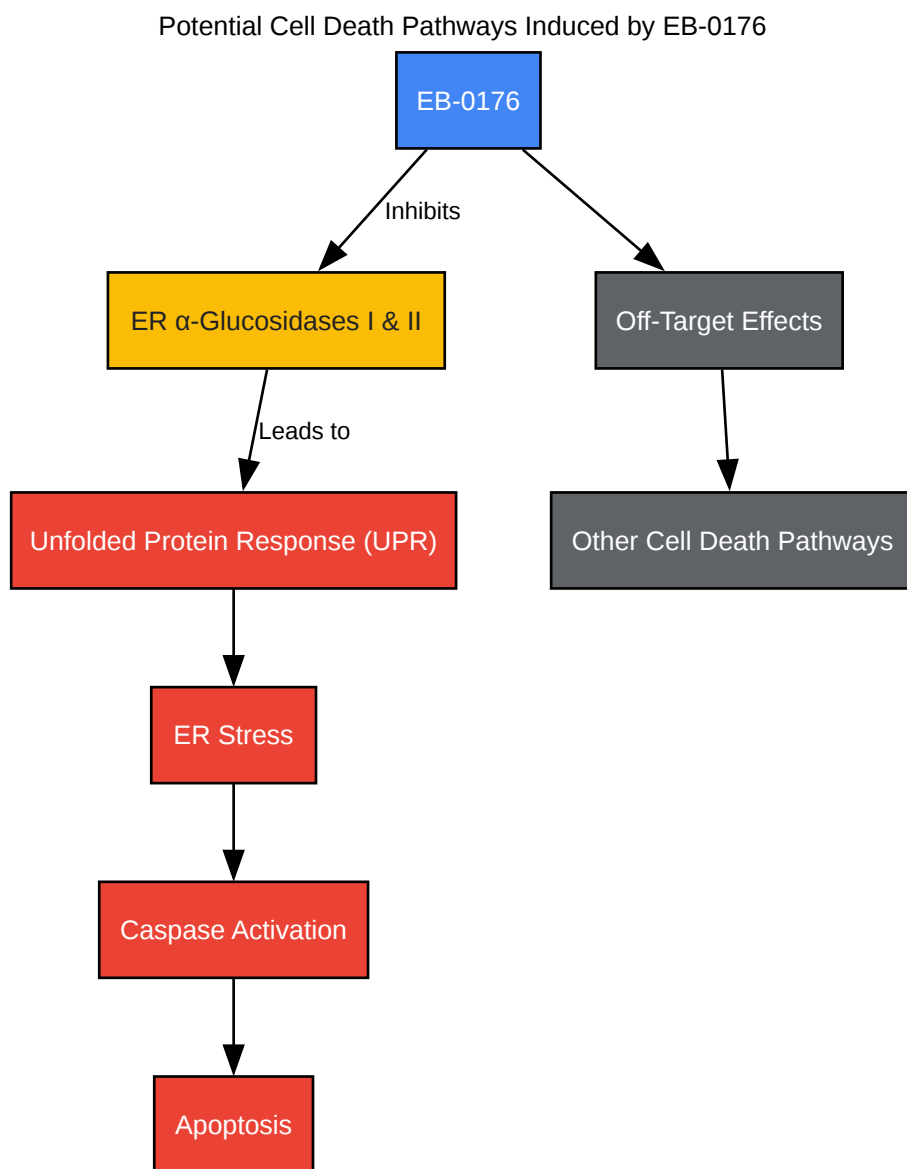 Potential Cell Death Pathways Induced by EB-0176
EB-0176
Inhibits
ER α-Glucosidases I & II
Off-Target Effects
Leads to
Unfolded Protein Response (UPR)
Other Cell Death Pathways
ER Stress
Caspase Activation
Apoptosis